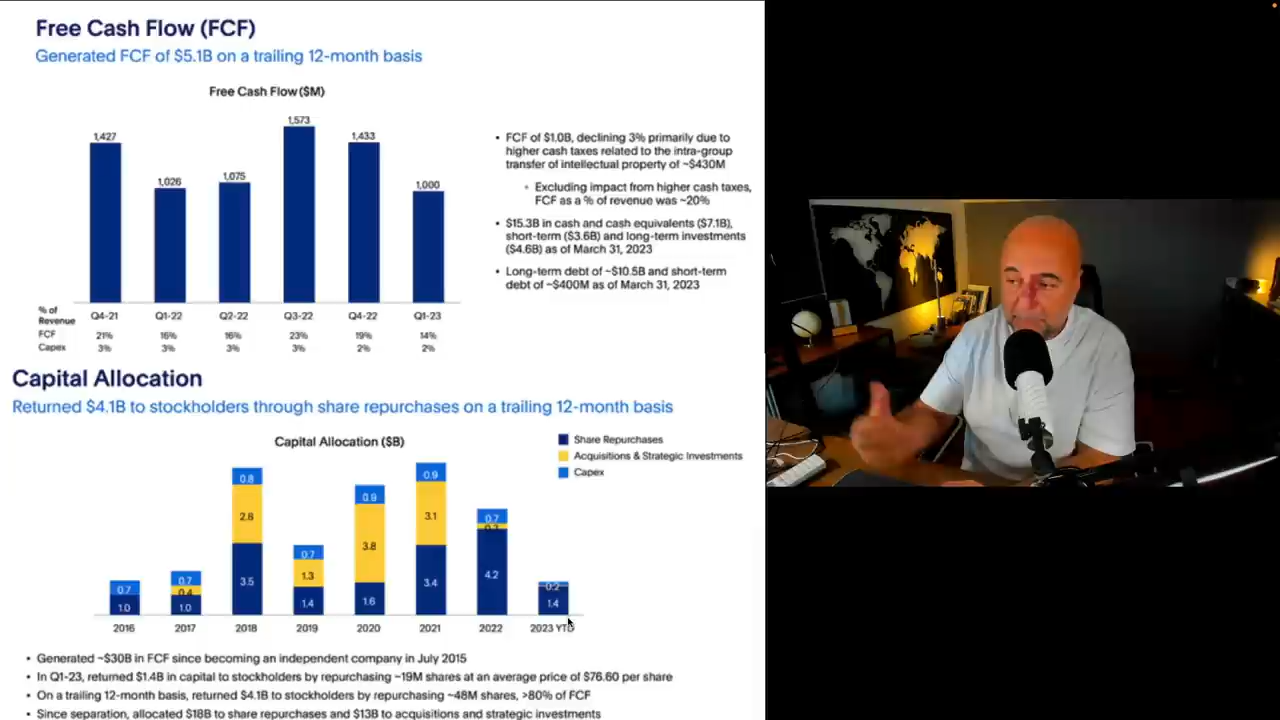 Free Cash Flow (FCF)
Generated FCF of $5.1B on a trailing 12-month basis
Free Cash Flow ($M)
1,427
1,026
1,075
1,573
1,433
1,000
% of
Revenue
Q4-21 Q1-22 Q2-22 Q3-22 Q4-22 Q1-23
FCF 21% 16% 16% 23% 19% 14%
Capex 3% 3% 3% 3% 2% 2%
• FCF of $1.0B, declining 3% primarily due to
higher cash taxes related to the intra-group
transfer of intellectual property of ~$430M
Excluding impact from higher cash taxes,
FCF as a % of revenue was ~20%
• $15.3B in cash and cash equivalents ($7.1B),
short-term ($3.6B) and long-term investments
($4.6B) as of March 31, 2023
• Long-term debt of ~$10.5B and short-term
debt of ~$400M as of March 31, 2023
Capital Allocation
Returned $4.1B to stockholders through share repurchases on a trailing 12-month basis
Capital Allocation ($B)
Share Repurchases
Acquisitions & Strategic Investments
Capex
0.7
1.0
0.7
0.4
1.0
0.8
2.6
3.5
0.7
1.3
1.4
0.9
3.8
1.6
0.9
3.1
3.4
0.7
4.2
0.2
1.4
2016 2017 2018 2019 2020 2021 2022 2023 YTD
• Generated ~$30B in FCF since becoming an independent company in July 2015
• In Q1-23, returned $1.4B in capital to stockholders by repurchasing ~19M shares at an average price of $76.60 per share
• On a trailing 12-month basis, returned $4.1B to stockholders by repurchasing ~48M shares, >80% of FCF
• Since separation, allocated $18B to share repurchases and $13B to acquisitions and strategic investments